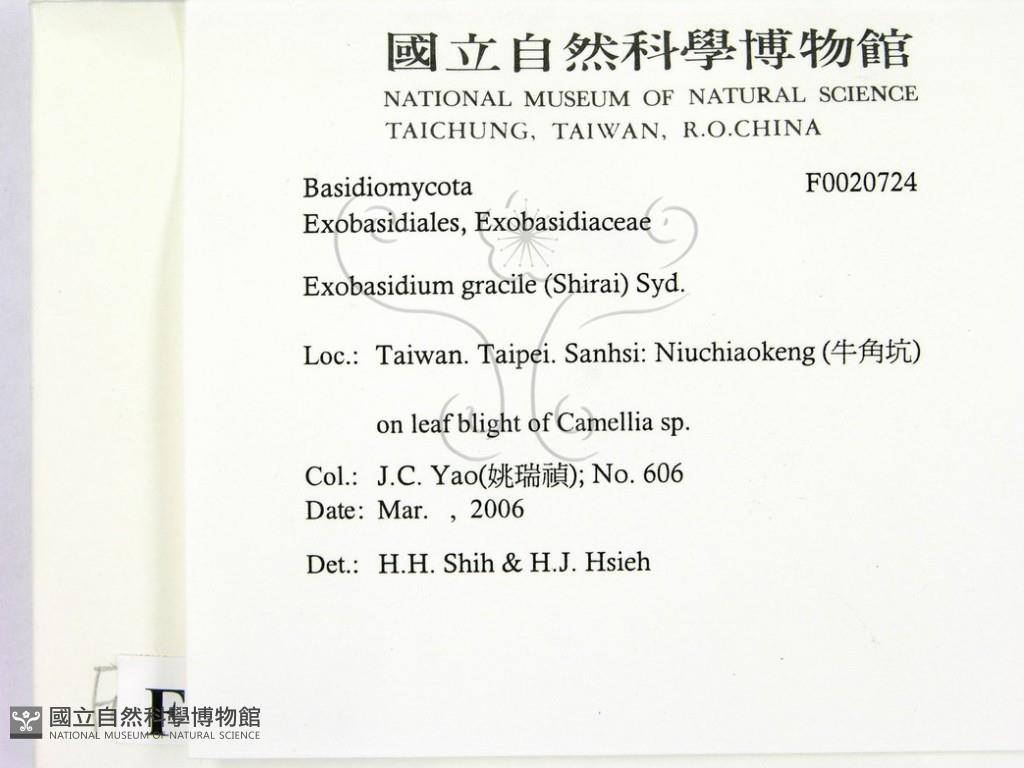 國立自然科學博物館
NATIONAL MUSEUM OF NATURAL SCIENCE
TAICHUNG, TAIWAN, R.O.CHINA
Basidiomycota F0020724
Exobasidiales, Exobasidiaceae
Exobasidium gracile (Shirai) Syd.
Loc.: Taiwan. Taipei. Sanhsi: Niuchiaokeng (牛角坑)
on leaf blight of Camellia sp.
Col.: J.C. Yao(姚瑞禎); No. 606
Date: Mar. , 2006
Det.: H.H. Shih & H.J. Hsieh
F
國立自然科學博物館
NATIONAL MUSEUM OF NATURAL SCIENCE